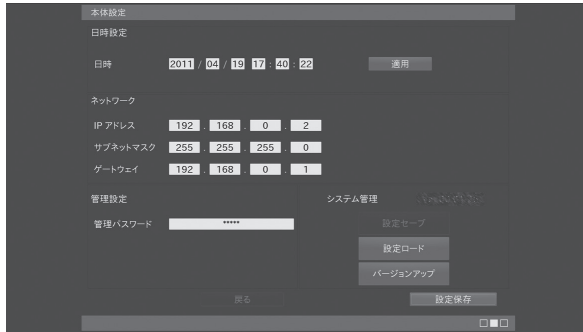 本体設定
日時設定
日時 2011 / 04 / 19 17 : 40 : 22 適用
ネットワーク
IP アドレス 192 . 168 . 0 . 2
サブネットマスク 255 . 255 . 255 . 0
ゲートウェイ 192 . 168 . 0 . 1
管理設定 システム管理
管理パスワード ***** 設定セーブ
設定ロード
バージョンアップ
戻る 設定保存